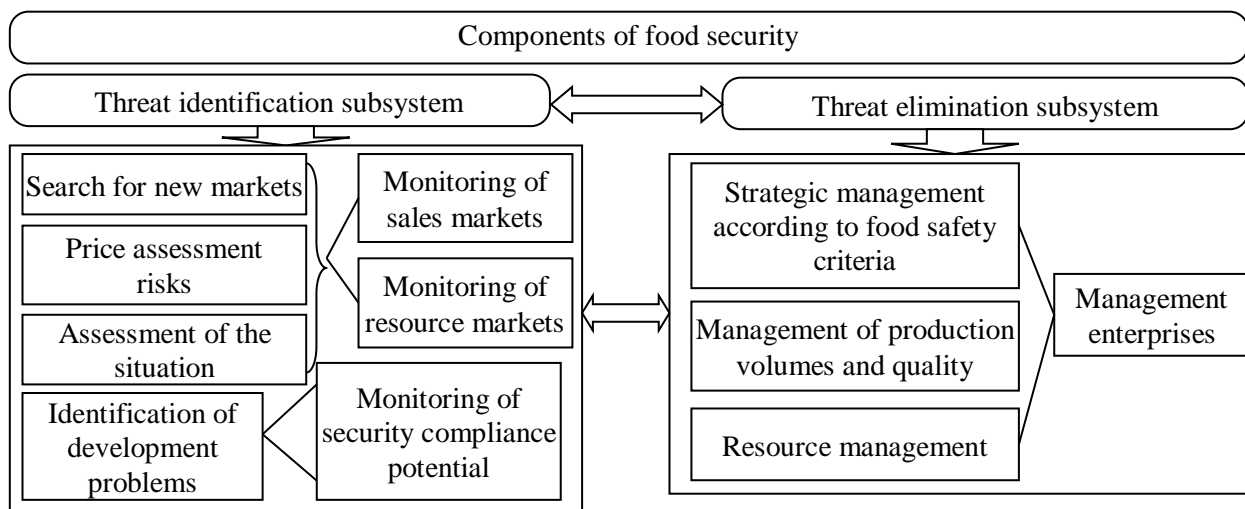 Components of food security
Threat identification subsystem
Threat elimination subsystem
Search for new markets
Price assessment
risks
Assessment of the
situation
Identification of
development
problems
Monitoring of
sales markets
Monitoring of
resource markets
Monitoring of
security compliance
potential
Strategic management
according to food safety
criteria
Management of production
volumes and quality
Resource management
Management
enterprises